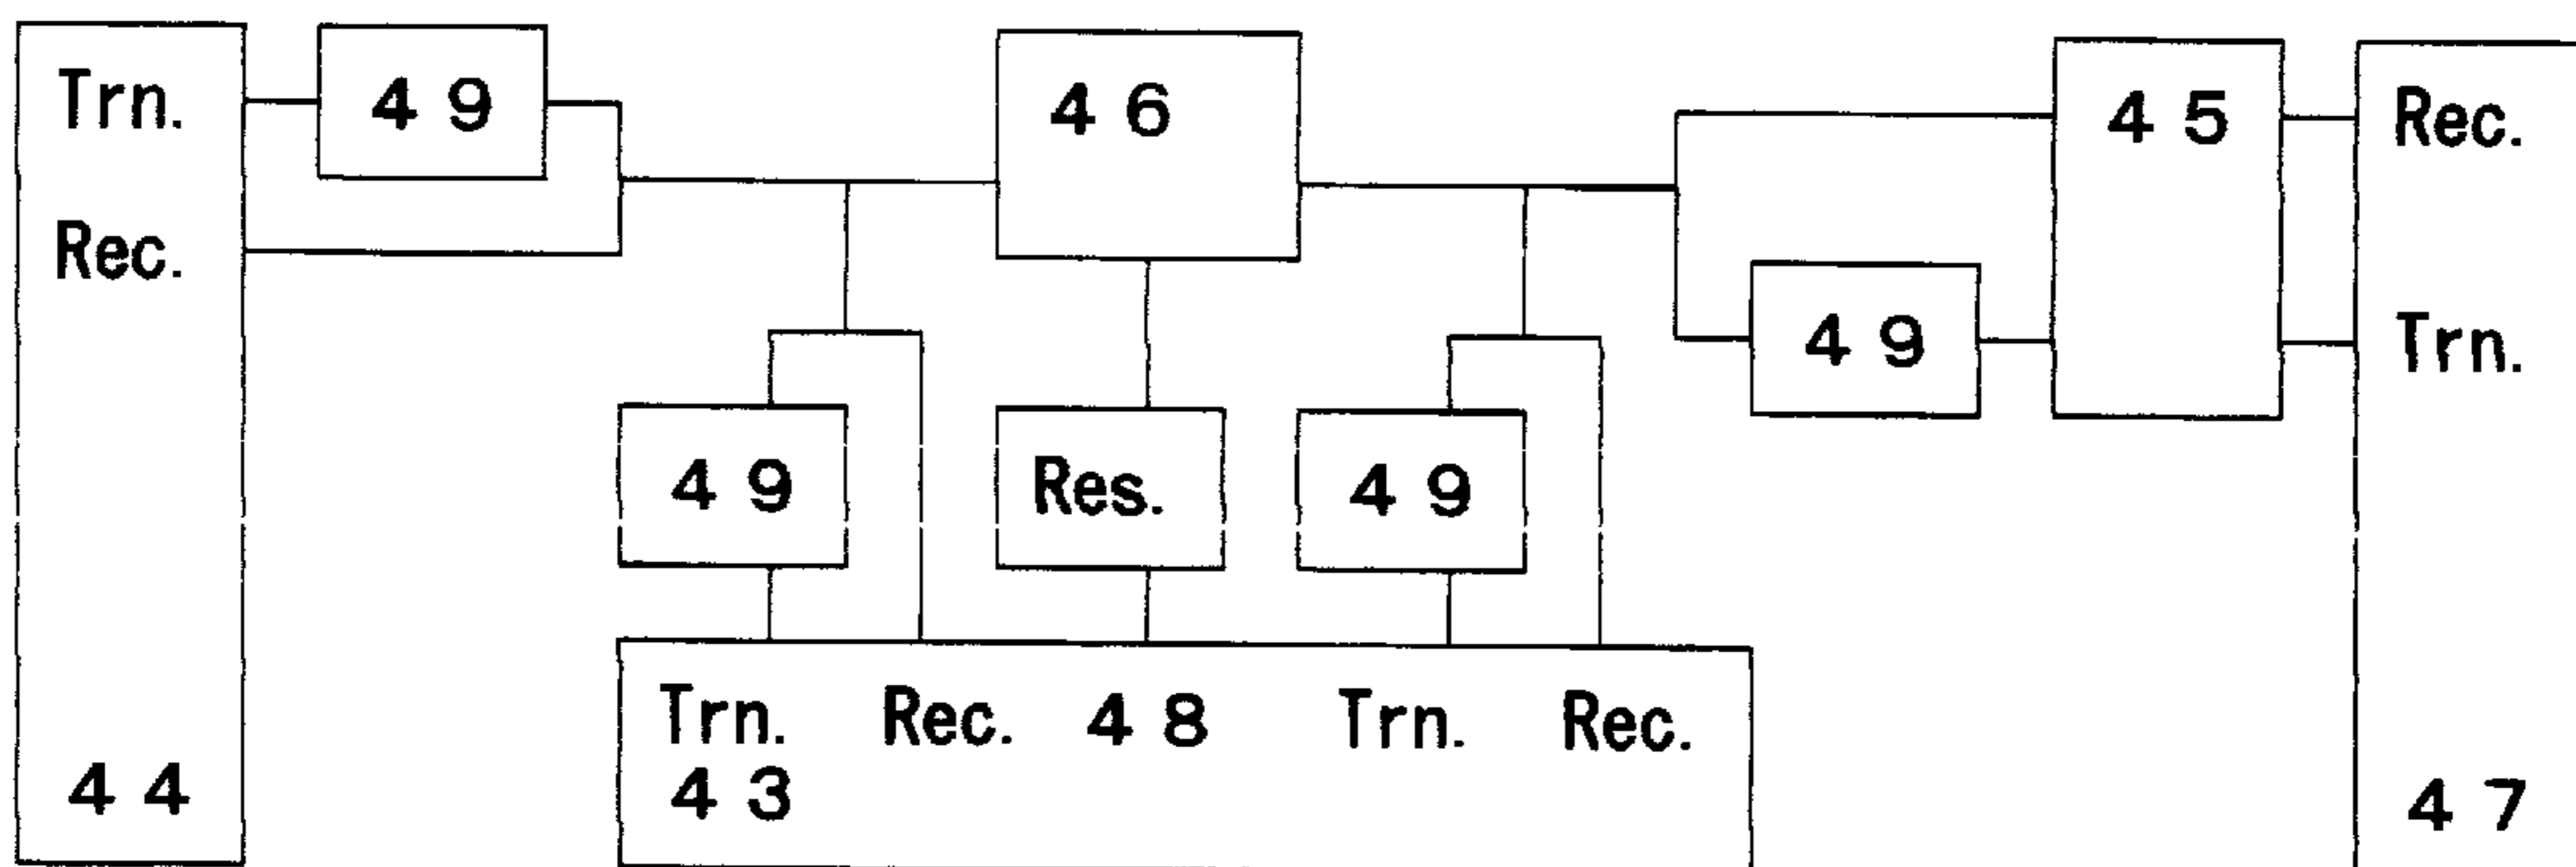 Trn. 49 46 45 Rec.
Rec.
49 Trn.
49 Res. 49
Trn. Rec. 48 Trn. Rec.
44 43 47